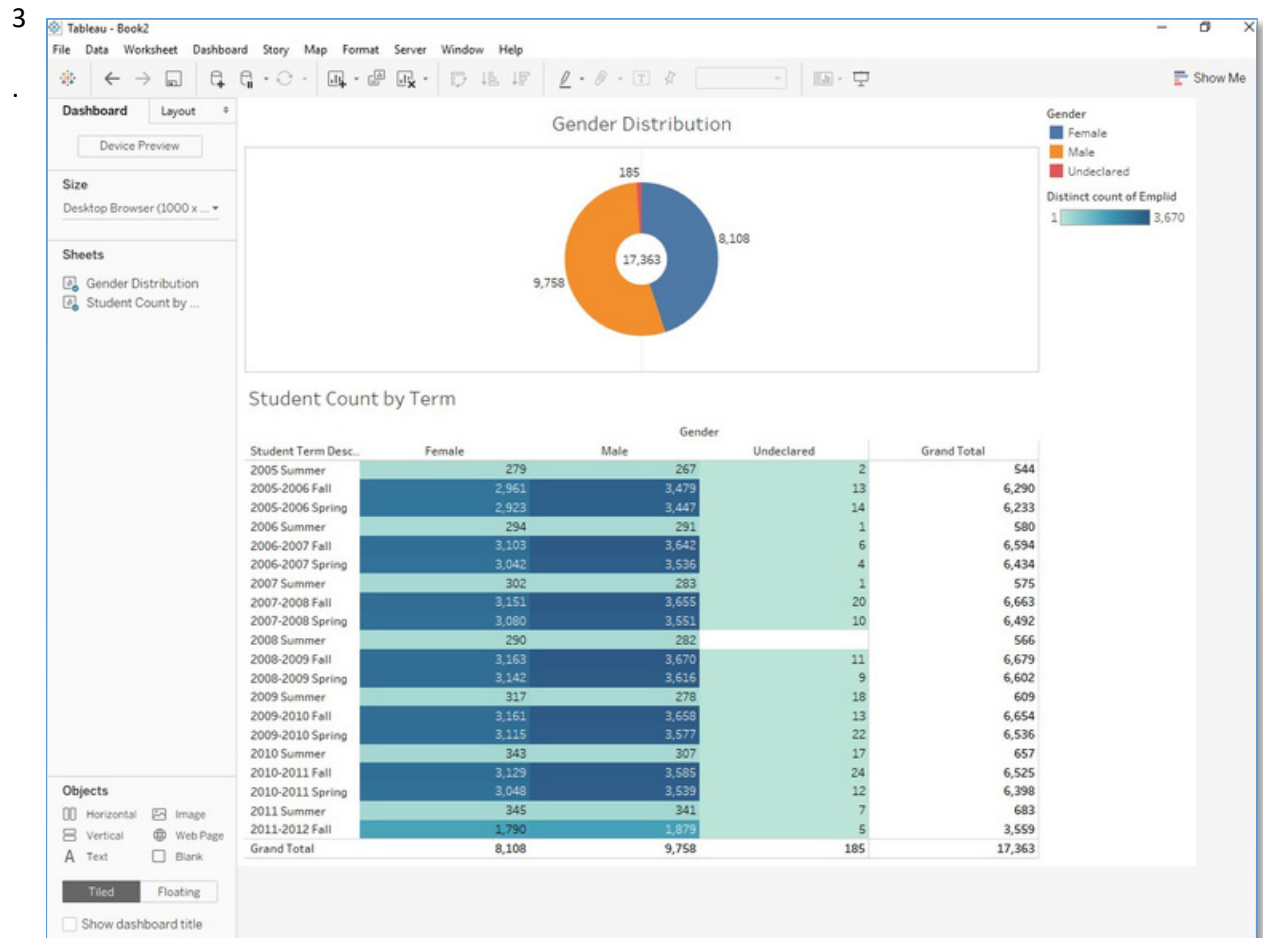 3
.
Tableau - Book2
File Data Worksheet Dashboard Story Map Format Server Window Help
Show Me
Dashboard Layout
Device Preview
Size
Desktop Browser (1000 x ...
Sheets
Gender Distribution
Student Count by ...
Gender Distribution
185
8,108
17,363
9,758
Gender
Female
Male
Undeclared
Distinct count of Emplid
1 3,670
Student Count by Term
Gender
Student Term Desc.. Female Male Undeclared Grand Total
2005 Summer 279 267 2 544
2005-2006 Fall 2,961 3,479 13 6,290
2005-2006 Spring 2,923 3,447 14 6,233
2006 Summer 294 291 1 580
2006-2007 Fall 3,103 3,642 6 6,594
2006-2007 Spring 3,042 3,536 4 6,434
2007 Summer 302 283 1 575
2007-2008 Fall 3,151 3,655 20 6,663
2007-2008 Spring 3,080 3,551 10 6,492
2008 Summer 290 282 566
2008-2009 Fall 3,163 3,670 11 6,679
2008-2009 Spring 3,142 3,616 9 6,602
2009 Summer 317 278 18 609
2009-2010 Fall 3,161 3,658 13 6,654
2009-2010 Spring 3,115 3,577 22 6,536
2010 Summer 343 307 17 657
2010-2011 Fall 3,129 3,585 24 6,525
2010-2011 Spring 3,048 3,539 12 6,398
2011 Summer 345 341 7 683
2011-2012 Fall 1,790 1,879 5 3,559
Grand Total 8,108 9,758 185 17,363
Objects
Horizontal Image
Vertical Web Page
A Text Blank
Tiled Floating
Show dashboard title